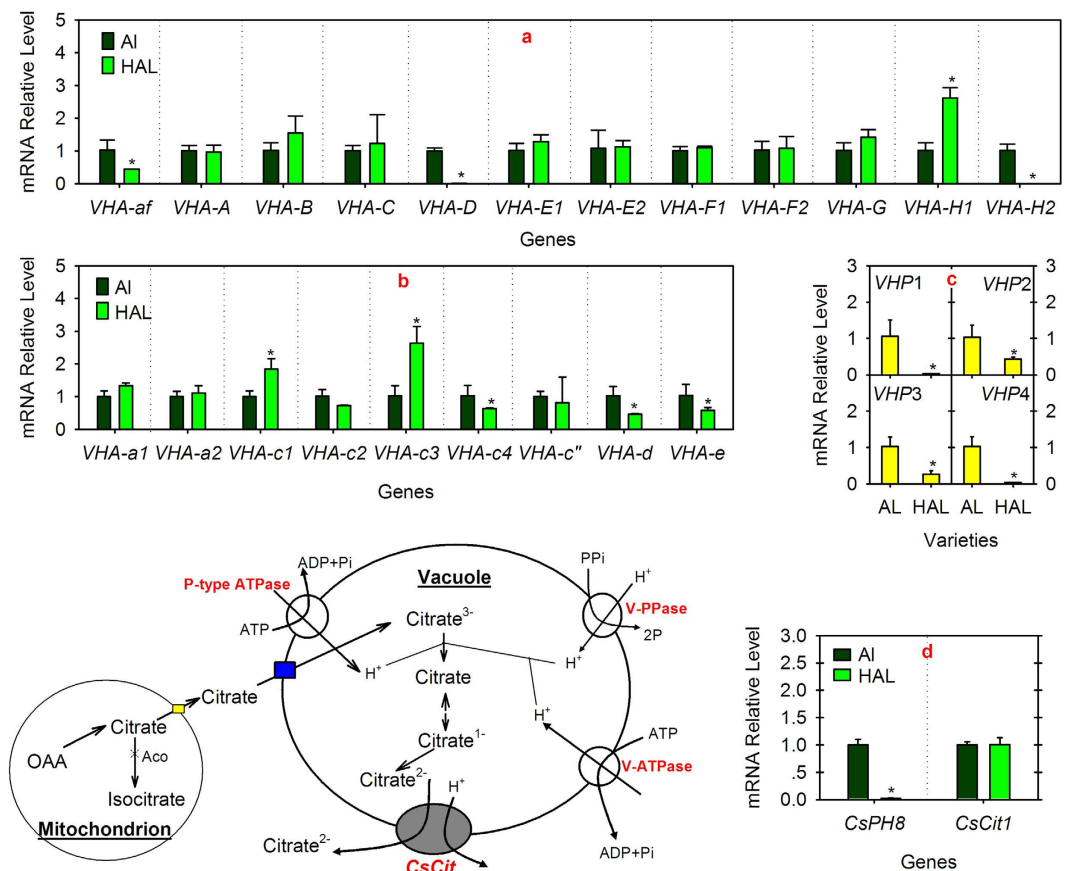 mRNA Relative Level
5
4
3
2
1
0
AI
HAL
a
*
*
*
*
VHA-af VHA-A VHA-B VHA-C VHA-D VHA-E1 VHA-E2 VHA-F1 VHA-F2 VHA-G VHA-H1 VHA-H2
Genes
mRNA Relative Level
5
4
3
2
1
0
AI
HAL
b
*
*
*
*
*
VHA-a1 VHA-a2 VHA-c1 VHA-c2 VHA-c3 VHA-c4 VHA-c" VHA-d VHA-e
Genes
mRNA Relative Level
3
2
1
0
VHP1 c VHP2
3
2
1
0
*
*
2
1
0
VHP3 VHP4
2
1
0
*
*
AL HAL AL HAL
Varieties
P-type ATPase
ADP+Pi
ATP
Vacuole
PPi
H+
V-PPase
2P
Citrate3-
H+
H+
Citrate
Citrate
H+
Citrate1-
Citrate2-
H+
ATP
V-ATPase
ADP+Pi
Citrate
OAA
Aco
Isocitrate
Mitochondrion
Citrate2-
CsCit
mRNA Relative Level
3.0
2.5
2.0
1.5
1.0
.5
0.0
AI
HAL
d
*
CsPH8 CsCit1
Genes